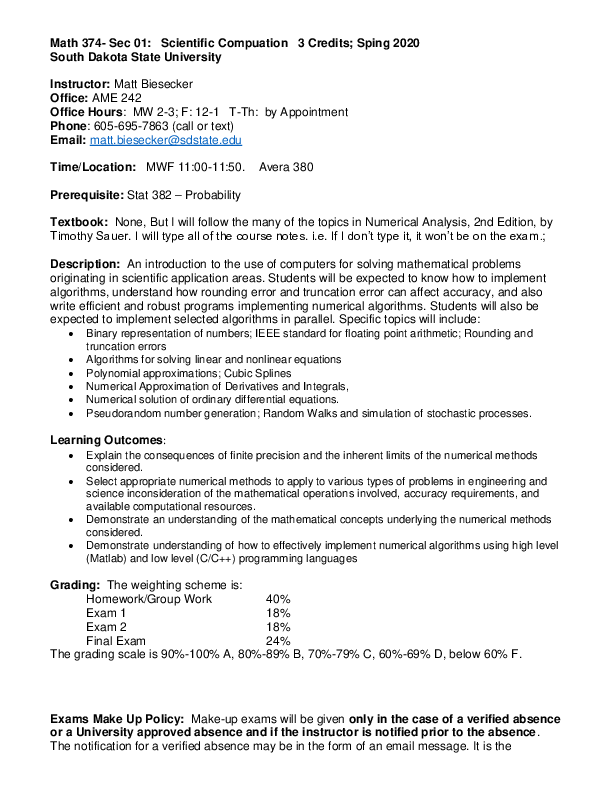 Math 374- Sec 01:   Scientific Compuation   3 Credits; Sping 2020
South Dakota State University
Instructor: Matt Biesecker
Office: AME 242
Office Hours:  MW 2-3; F: 12-1   T-Th:  by Appointment
Phone: 605-695-7863 (call or text)
Email: matt.biesecker@sdstate.edu
Time/Location:   MWF 11:00-11:50.    Avera 380
Prerequisite: Stat 382 – Probability
Textbook:  None, But I will follow the many of the topics in Numerical Analysis, 2nd Edition, by
Timothy Sauer. I will type all of the course notes. i.e. If I don't type it, it won't be on the exam.;
Description:  An introduction to the use of computers for solving mathematical problems
originating in scientific application areas. Students will be expected to know how to implement
algorithms, understand how rounding error and truncation error can affect accuracy, and also
write efficient and robust programs implementing numerical algorithms. Students will also be
expected to implement selected algorithms in parallel. Specific topics will include:
• Binary representation of numbers; IEEE standard for floating point arithmetic; Rounding and
truncation errors
• Algorithms for solving linear and nonlinear equations
• Polynomial approximations; Cubic Splines
• Numerical Approximation of Derivatives and Integrals,
• Numerical solution of ordinary differential equations.
• Pseudorandom number generation; Random Walks and simulation of stochastic processes.
Learning Outcomes:
• Explain the consequences of finite precision and the inherent limits of the numerical methods
considered.
• Select appropriate numerical methods to apply to various types of problems in engineering and
science inconsideration of the mathematical operations involved, accuracy requirements, and
available computational resources.
• Demonstrate an understanding of the mathematical concepts underlying the numerical methods
considered.
• Demonstrate understanding of how to effectively implement numerical algorithms using high level
(Matlab) and low level (C/C++) programming languages
Grading:  The weighting scheme is:
Homework/Group Work   40%
Exam 1   18%
Exam 2   18%
Final Exam   24%
The grading scale is 90%-100% A, 80%-89% B, 70%-79% C, 60%-69% D, below 60% F.
Exams Make Up Policy:  Make-up exams will be given only in the case of a verified absence
or a University approved absence and if the instructor is notified prior to the absence.
The notification for a verified absence may be in the form of an email message. It is the